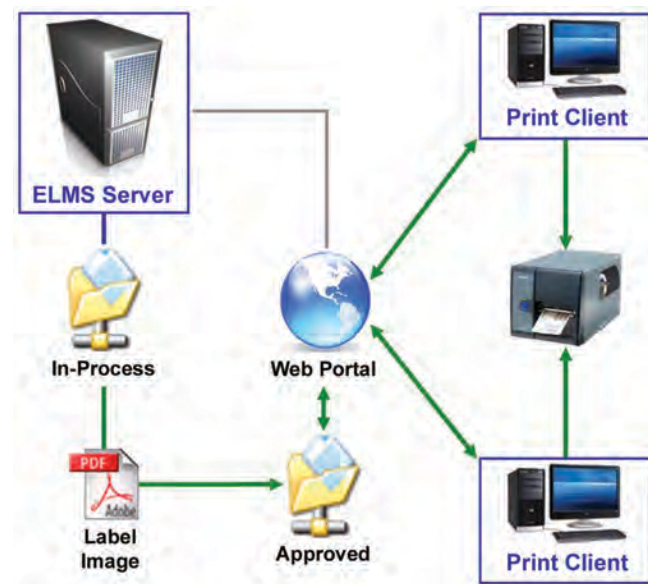 Print Client
ELMS Server
In-Process
Web Portal
PDF
Adobe
Label
Image
Approved
Print Client